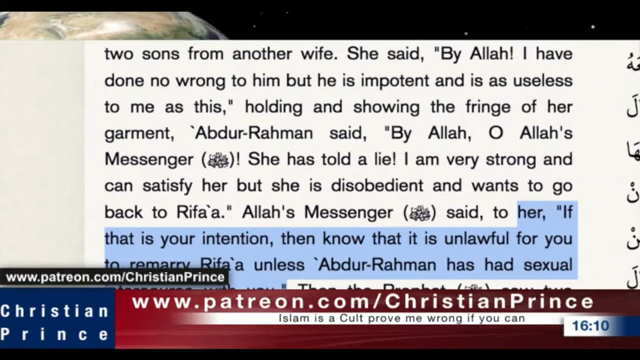 two sons from another wife. She said, "By Allah! I have
done no wrong to him but he is impotent and is as useless
to me as this," holding and showing the fringe of her
garment, `Abdur-Rahman said, "By Allah, O Allah's
Messenger (ﷺ)! She has told a lie! I am very strong and
can satisfy her but she is disobedient and wants to go
back to Rifa`a." Allah's Messenger (ﷺ) said, to her, "If
that is your intention, then know that it is unlawful for you
to remarry Rifa`a unless `Abdur-Rahman has had sexual
www.patreon.com/ChristianPrince
Christian
Prince
www.patreon.com/ChristianPrince
Islam is a Cult prove me wrong if you can
16:10